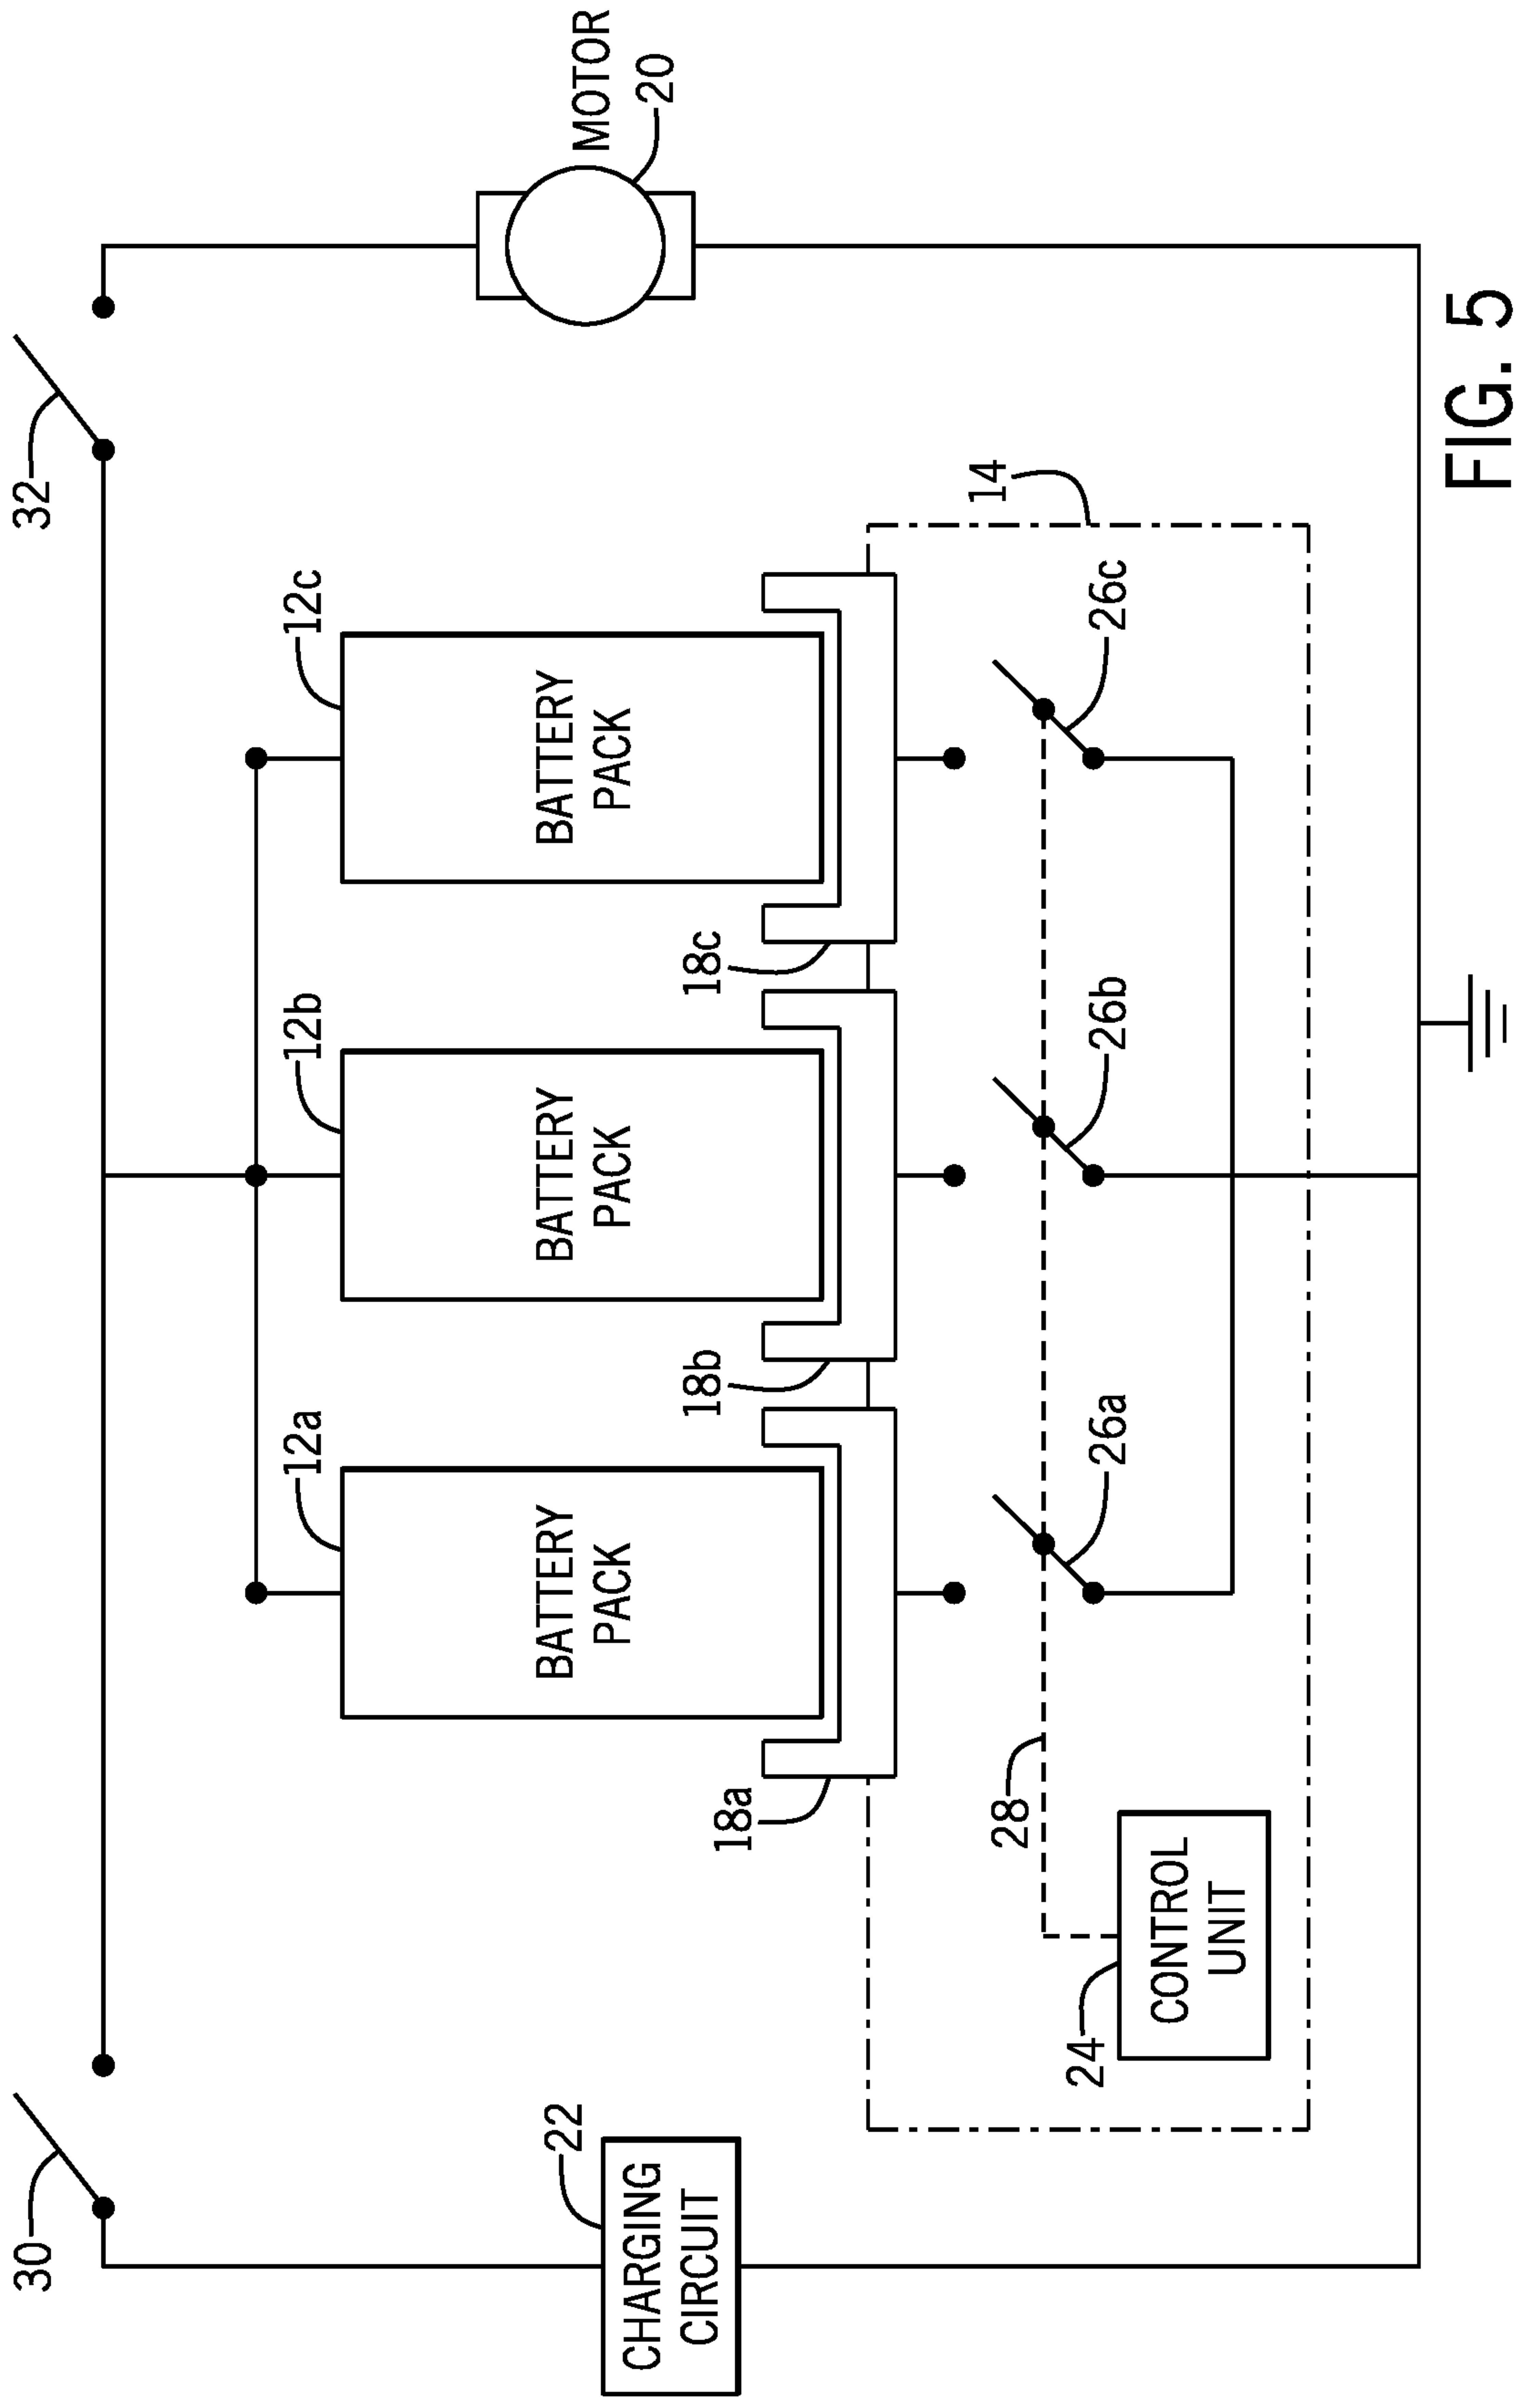 30
32
12a
12b
12c
BATTERY
PACK
BATTERY
PACK
BATTERY
PACK
MOTOR
20
22
CHARGING
CIRCUIT
18a
18b
18c
14
28
24
CONTROL
UNIT
26a
26b
26c
FIG. 5